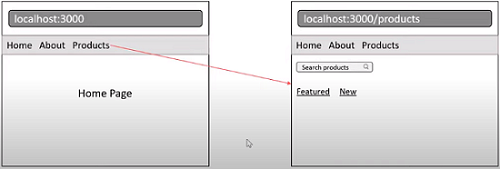 localhost:3000
Home About Products
Home Page
localhost:3000/products
Home About Products
Search products
Featured New